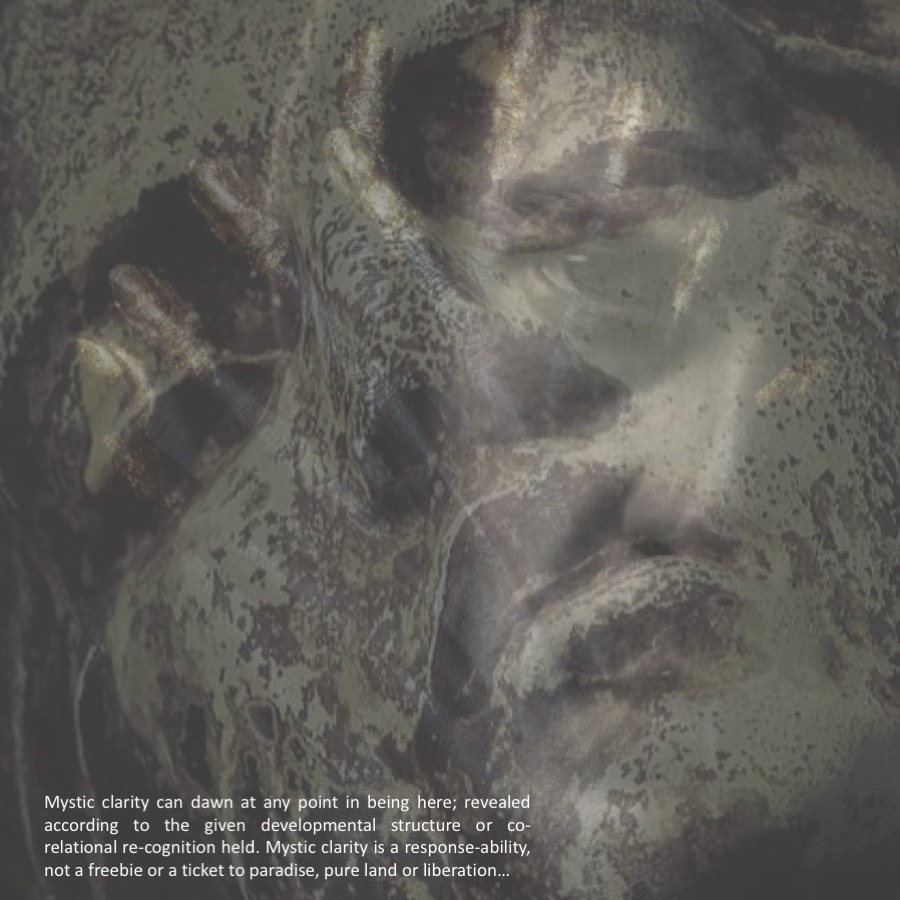 Mystic clarity can dawn at any point in being here; revealed
according to the given developmental structure or co-
relational re-cognition held. Mystic clarity is a response-ability,
not a freebie or a ticket to paradise, pure land or liberation...